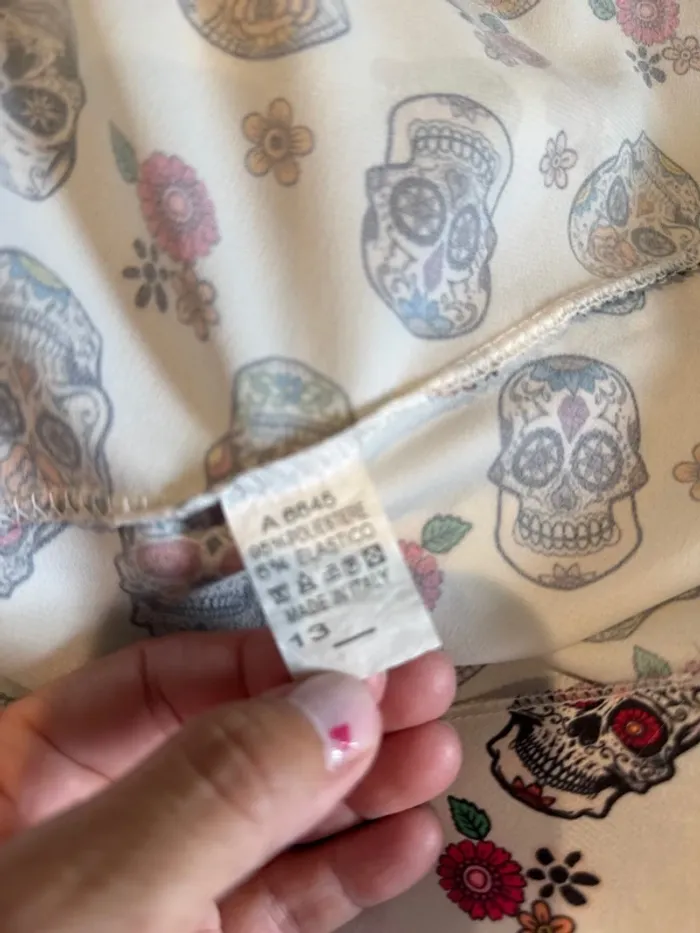 A 6645
95%POLIESTERE
5% ELASTICO
MADE IN ITALY
13 —